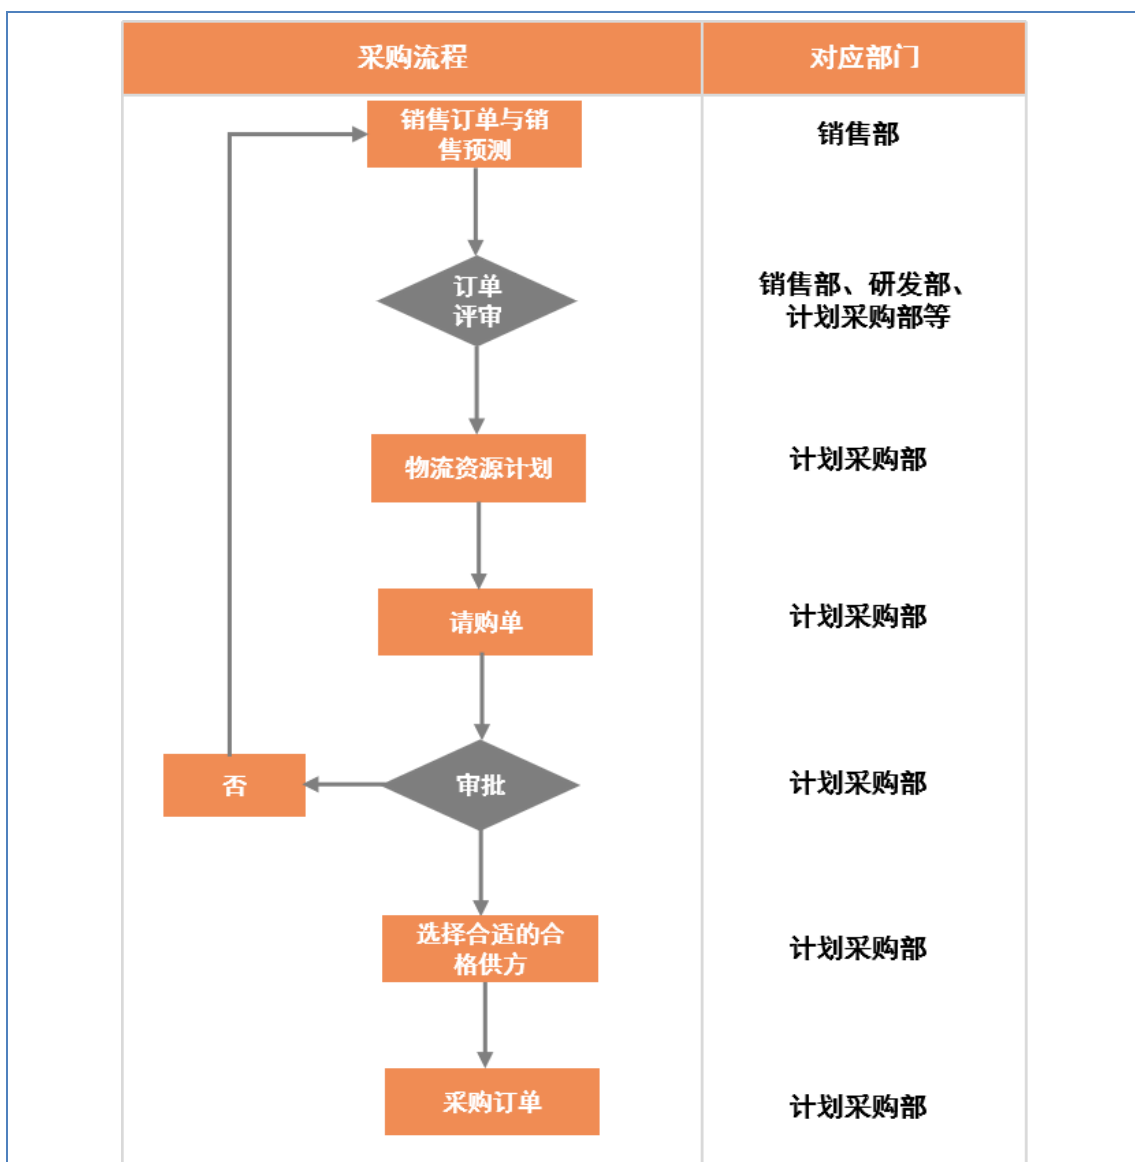 采购流程
对应部门
销售订单与销
售预测
销售部
订单
评审
销售部、研发部、
计划采购部等
物流资源计划
计划采购部
请购单
计划采购部
否
审批
计划采购部
选择合适的合
格供方
计划采购部
采购订单
计划采购部